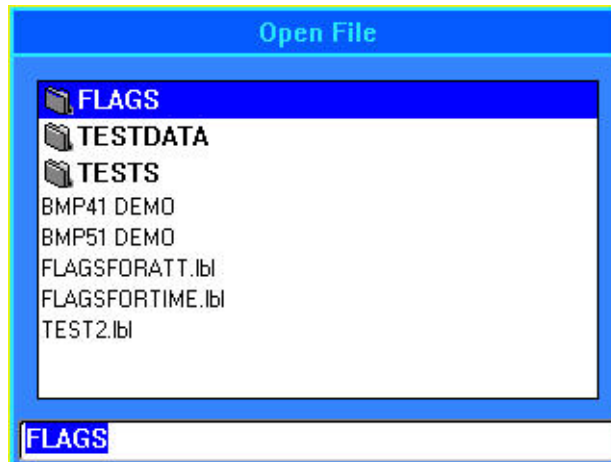 Open File
FLAGS
TESTDATA
TESTS
BMP41 DEMO
BMP51 DEMO
FLAGSFORATT.lbl
FLAGSFORTIME.lbl
TEST2.lbl
FLAGS